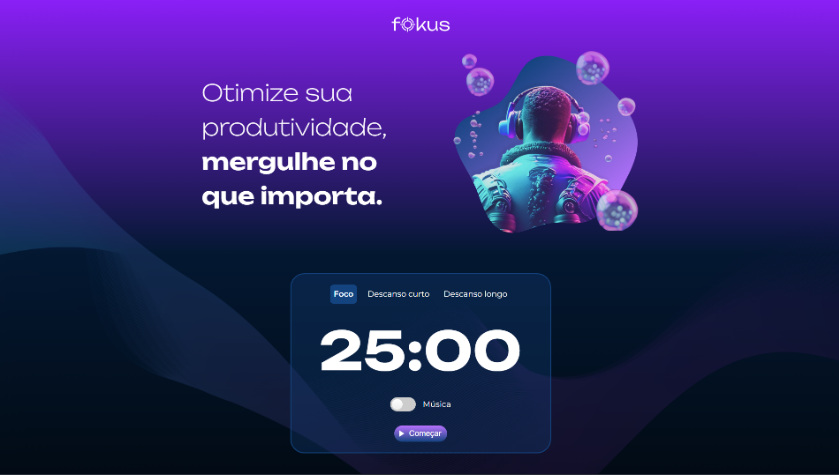 fokus
Otimize sua
produtividade,
mergulhe no
que importa.
Foco Descanso curto Descanso longo
25:00
Música
Começar